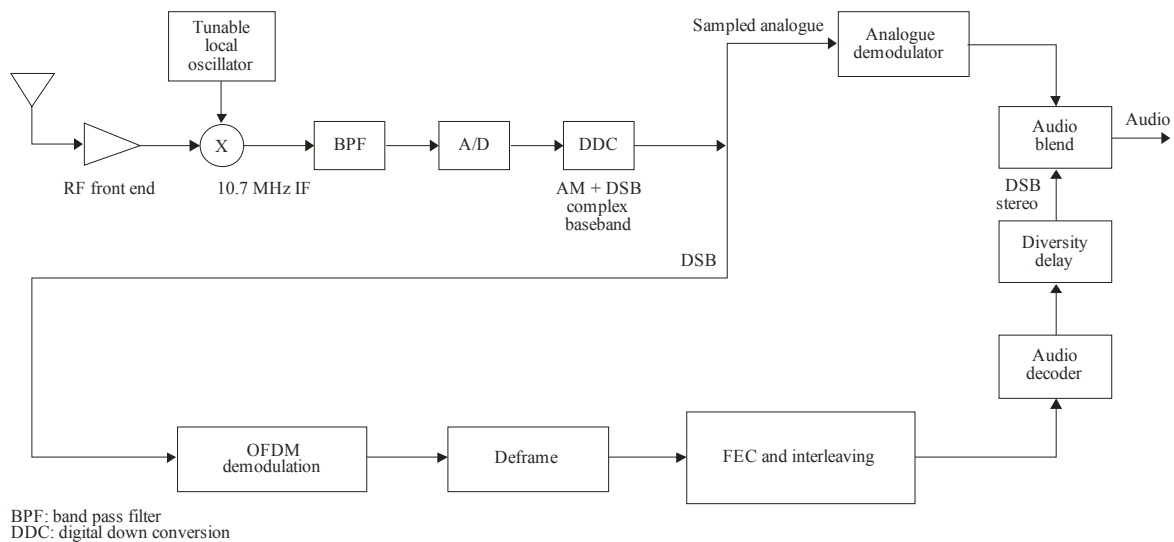 Tunable
local
oscillator
Sampled analogue
Analogue
demodulator
X
BPF
A/D
DDC
Audio
blend
Audio
RF front end
10.7 MHz IF
AM + DSB
complex
baseband
DSB
stereo
DSB
Diversity
delay
Audio
decoder
OFDM
demodulation
Deframe
FEC and interleaving
BPF: band pass filter
DDC: digital down conversion